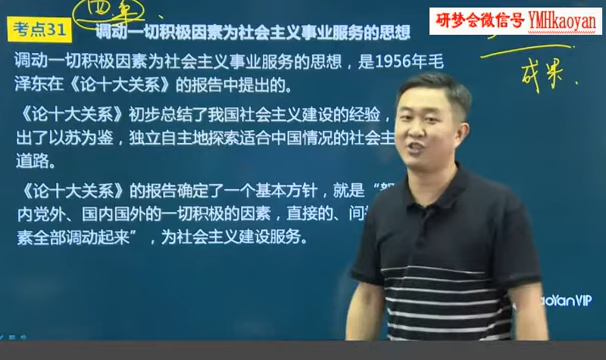 四章
考点31 调动一切积极因素为社会主义事业服务的思想
研梦会微信号 YMHkaoyan
成果.
调动一切积极因素为社会主义事业服务的思想，是1956年毛
泽东在《论十大关系》的报告中提出的。
《论十大关系》初步总结了我国社会主义建设的经验，
出了以苏为鉴，独立自主地探索适合中国情况的社会主
道路。
《论十大关系》的报告确定了一个基本方针，就是“
内党外、国内国外的一切积极的因素，直接的、间
素全部调动起来”，为社会主义建设服务。
aoYanVIP